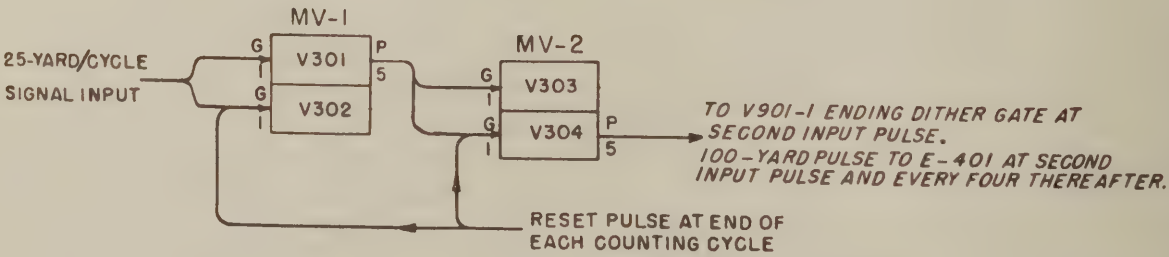 MV-1
25-YARD/CYCLE
SIGNAL INPUT
G
1
V301
P
5
G
1
V302
MV-2
G
1
V303
G
1
V304
P
5
TO V901-1 ENDING DITHER GATE AT
SECOND INPUT PULSE.
100-YARD PULSE TO E-401 AT SECOND
INPUT PULSE AND EVERY FOUR THEREAFTER.
RESET PULSE AT END OF
EACH COUNTING CYCLE